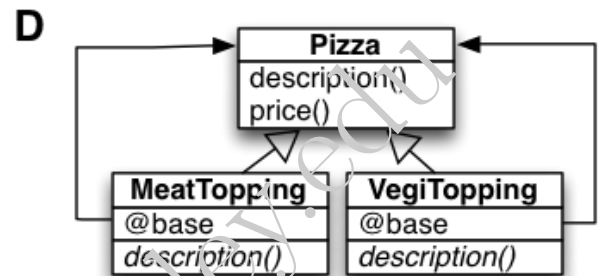 D
Pizza
description()
price()
MeatTopping
@base
description()
VegiTopping
@base
description()